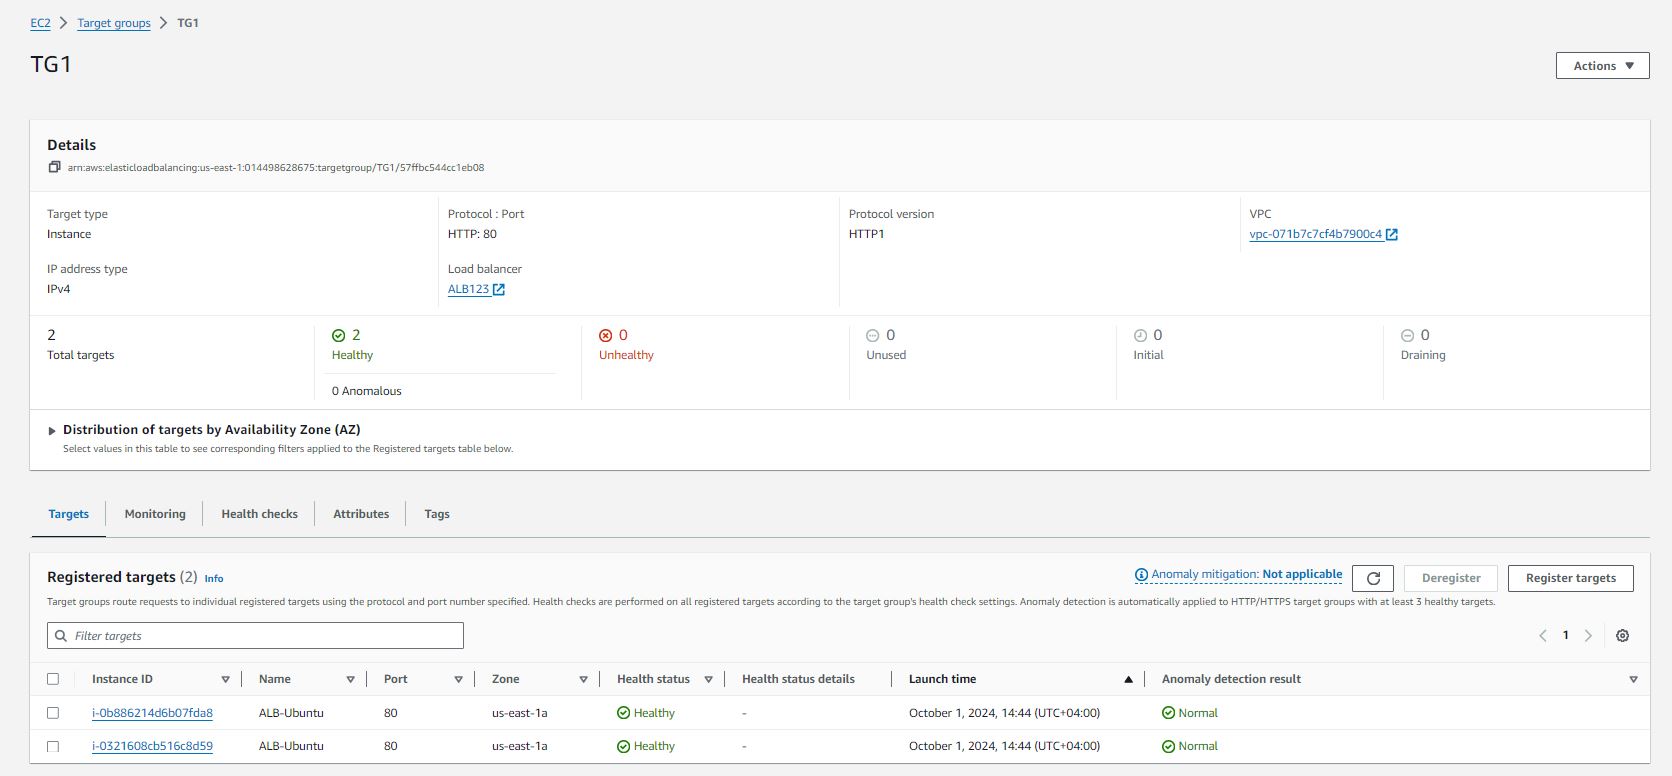 EC2 > Target groups > TG1
TG1
Actions
Details
arn:aws:elasticloadbalancing:us-east-1:014498628675:targetgroup/TG1/57ffbc544cc1eb08
Target type Protocol : Port Protocol version VPC
Instance HTTP: 80 HTTP1 vpc-071b7c7cf4b7900c4
IP address type Load balancer
IPv4 ALB123
2 2 0 0 0 0
Total targets Healthy Unhealthy Unused Initial Draining
0 Anomalous
Distribution of targets by Availability Zone (AZ)
Select values in this table to see corresponding filters applied to the Registered targets table below.
Targets Monitoring Health checks Attributes Tags
Registered targets (2) Info Anomaly mitigation: Not applicable Deregister Register targets
Target groups route requests to individual registered targets using the protocol and port number specified. Health checks are performed on all registered targets according to the target group's health check settings. Anomaly detection is automatically applied to HTTP/HTTPS target groups with at least 3 healthy targets.
Filter targets 1
Instance ID Name Port Zone Health status Health status details Launch time Anomaly detection result
i-0b886214d6b07fda8 ALB-Ubuntu 80 us-east-1a Healthy - October 1, 2024, 14:44 (UTC+04:00) Normal
i-0321608cb516c8d59 ALB-Ubuntu 80 us-east-1a Healthy - October 1, 2024, 14:44 (UTC+04:00) Normal